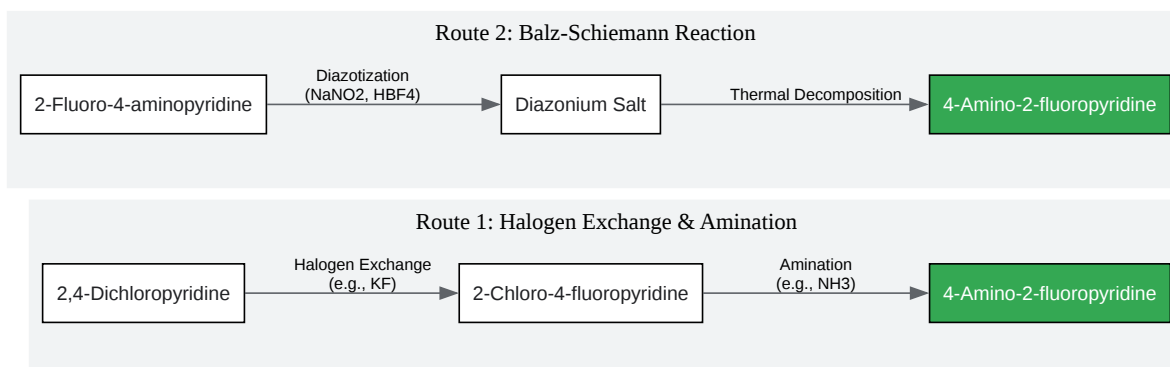 Route 2: Balz-Schiemann Reaction
2-Fluoro-4-aminopyridine
Diazotization
(NaNO2, HBF4)
Diazonium Salt
Thermal Decomposition
4-Amino-2-fluoropyridine
Route 1: Halogen Exchange & Amination
2,4-Dichloropyridine
Halogen Exchange
(e.g., KF)
2-Chloro-4-fluoropyridine
Amination
(e.g., NH3)
4-Amino-2-fluoropyridine